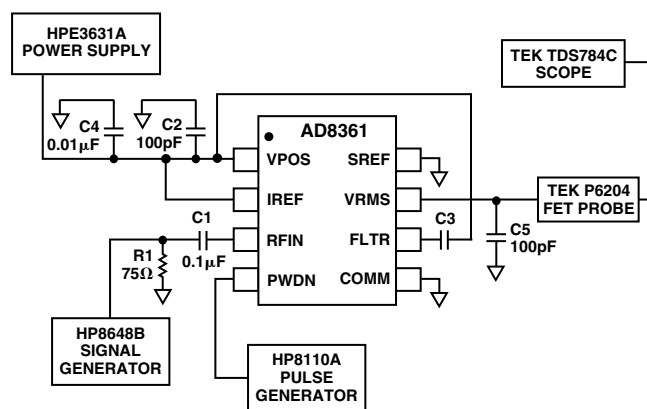 HPE3631A
POWER SUPPLY
TEK TDS784C
SCOPE
C4
0.01µF
C2
100pF
AD8361
VPOS
SREF
IREF
VRMS
TEK P6204
FET PROBE
C1
0.1µF
RFIN
FLTR
C3
C5
100pF
R1
75Ω
PWDN
COMM
HP8648B
SIGNAL
GENERATOR
HP8110A
PULSE
GENERATOR